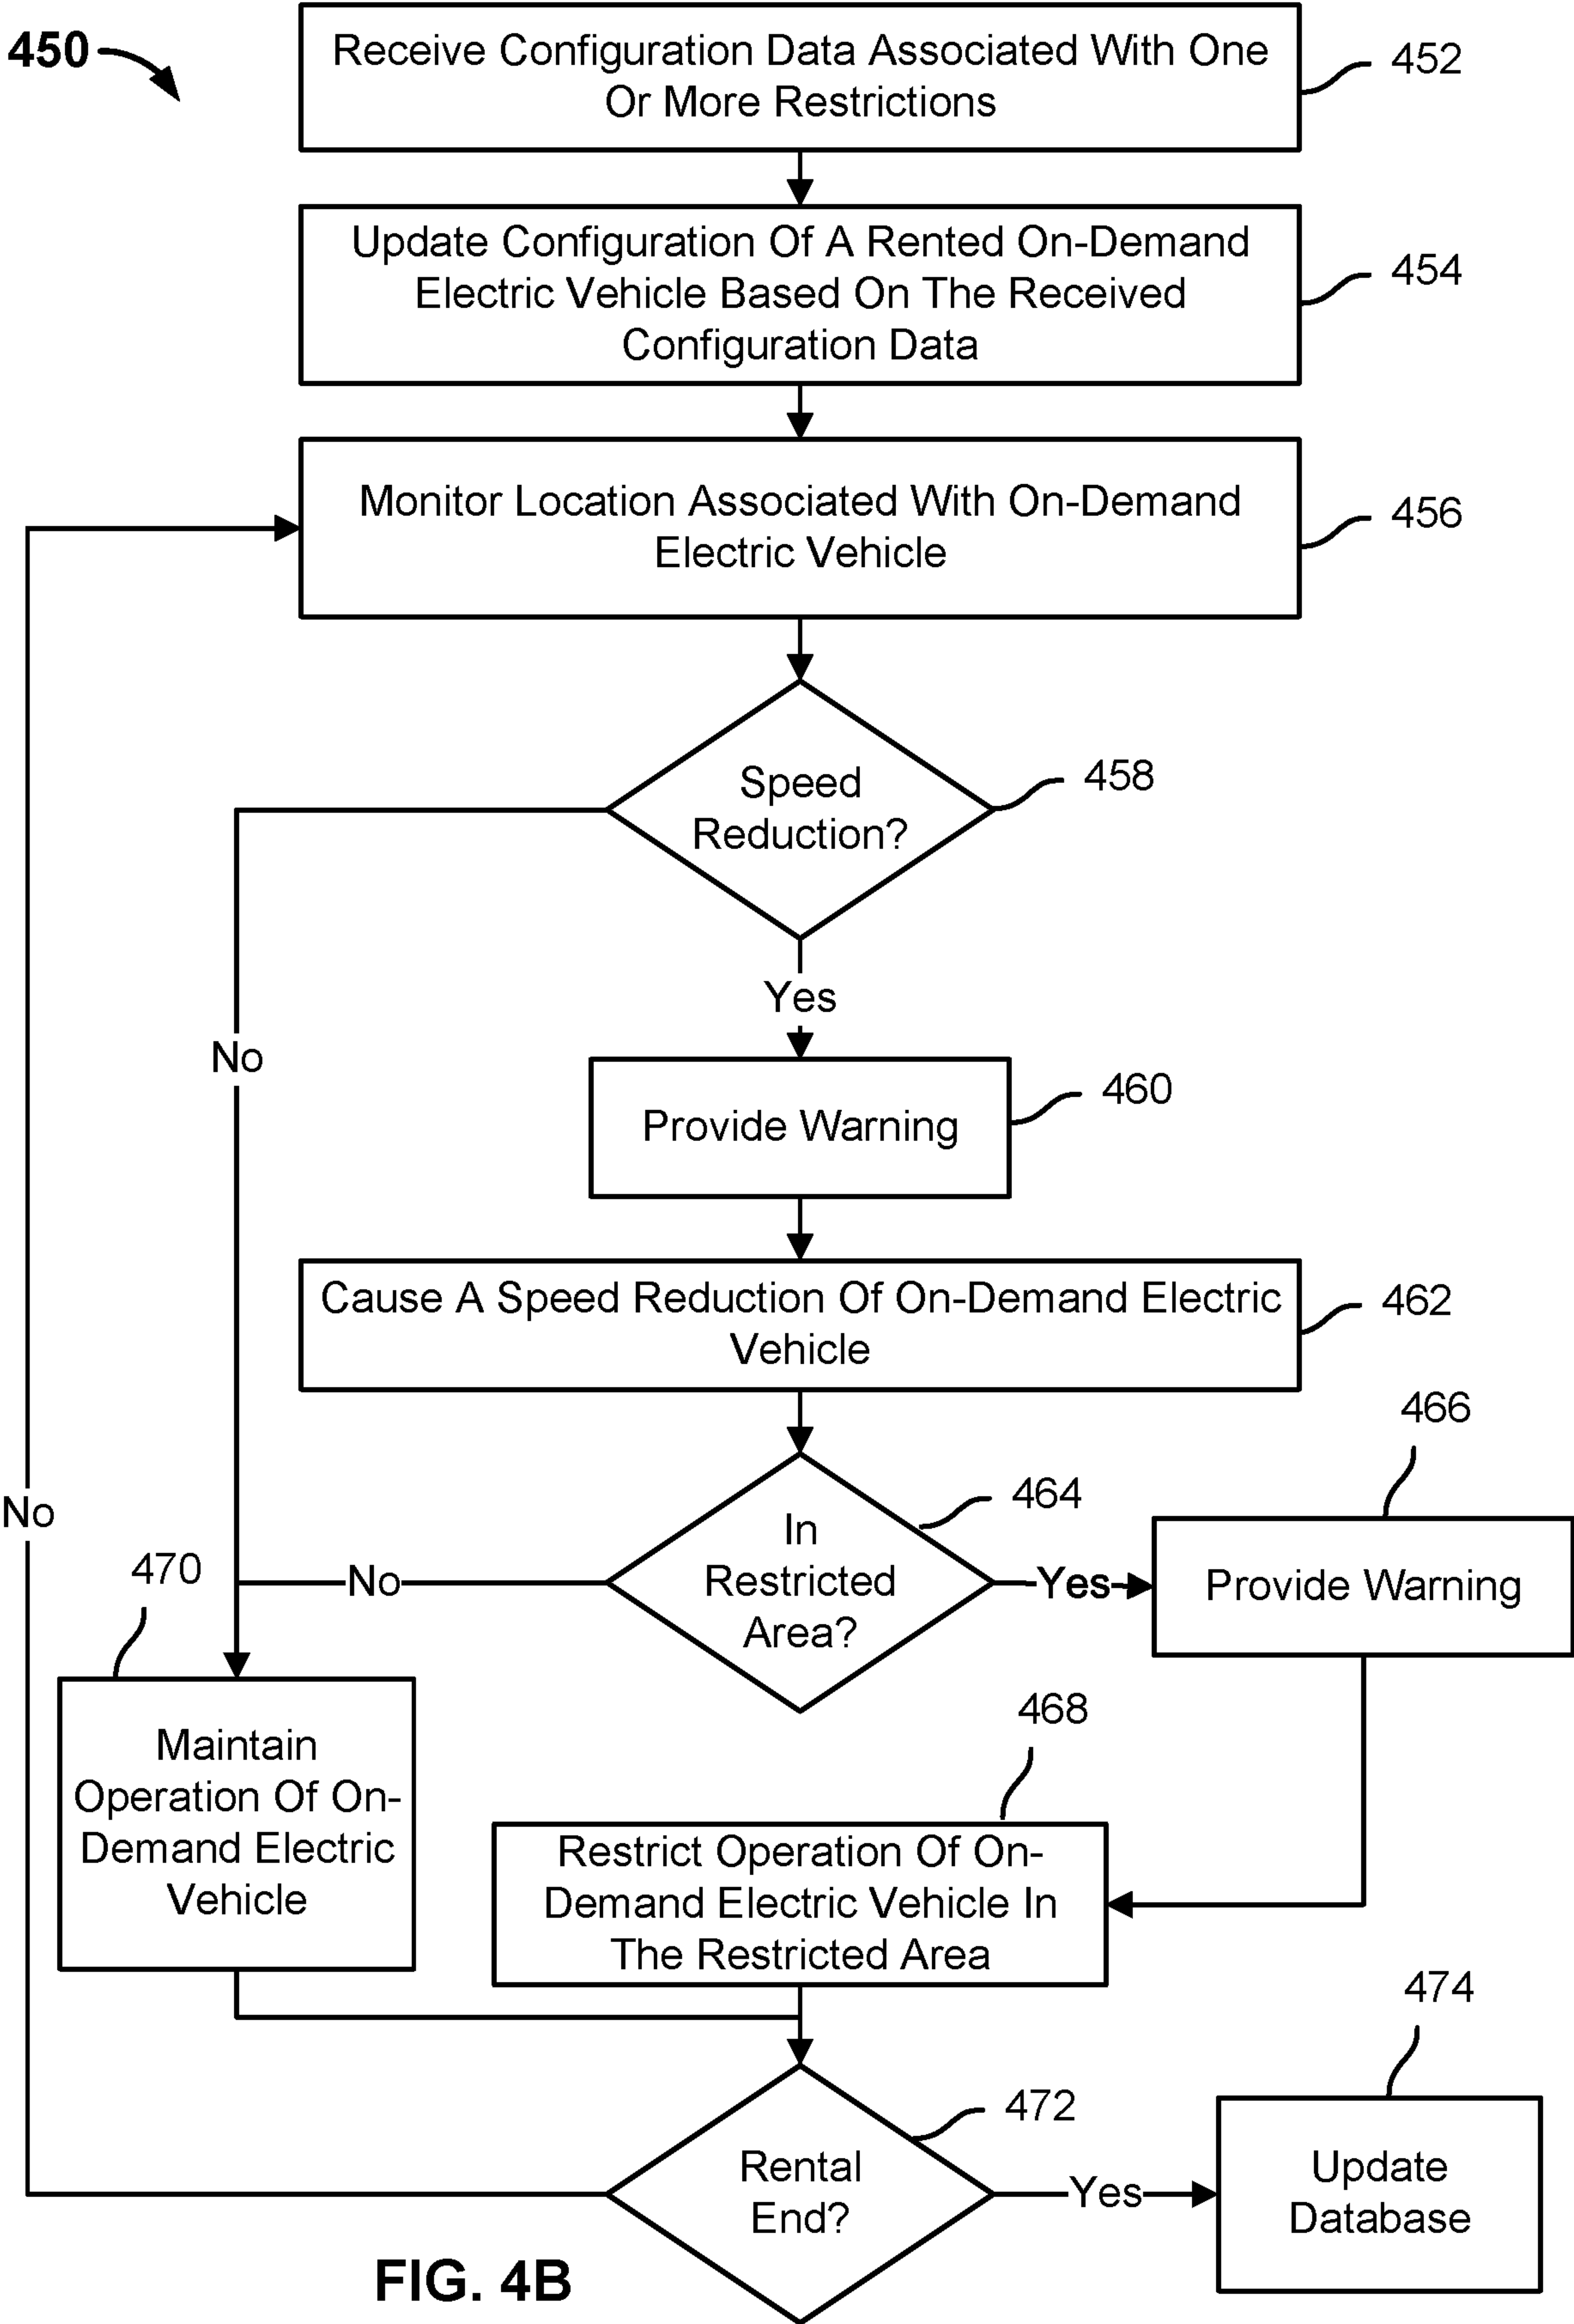 450
Receive Configuration Data Associated With One
Or More Restrictions
452
Update Configuration Of A Rented On-Demand
Electric Vehicle Based On The Received
Configuration Data
454
Monitor Location Associated With On-Demand
Electric Vehicle
456
Speed
Reduction?
458
Yes
No
Provide Warning
460
Cause A Speed Reduction Of On-Demand Electric
Vehicle
462
In
Restricted
Area?
464
No
Yes
466
Provide Warning
No
470
Maintain
Operation Of On-
Demand Electric
Vehicle
468
Restrict Operation Of On-
Demand Electric Vehicle In
The Restricted Area
Rental
End?
472
Yes
474
Update
Database
FIG. 4B